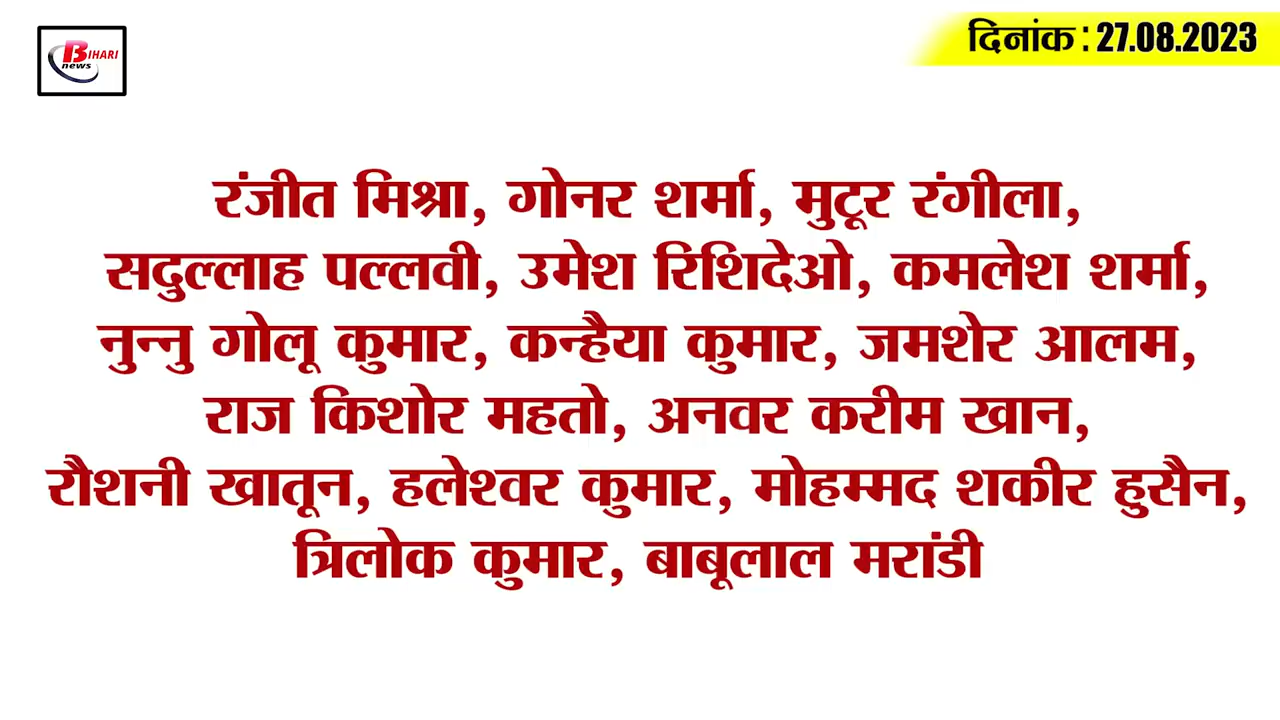 BIHARI
news
दिनांक : 27.08.2023
रंजीत मिश्रा, गोनर शर्मा, मुटूर रंगीला,
सदुल्लाह पल्लवी, उमेश रिशिदेओ, कमलेश शर्मा,
नुन्नु गोलू कुमार, कन्हैया कुमार, जमशेर आलम,
राज किशोर महतो, अनवर करीम खान,
रौशनी खातून, हलेश्वर कुमार, मोहम्मद शकीर हुसैन,
त्रिलोक कुमार, बाबूलाल मरांडी